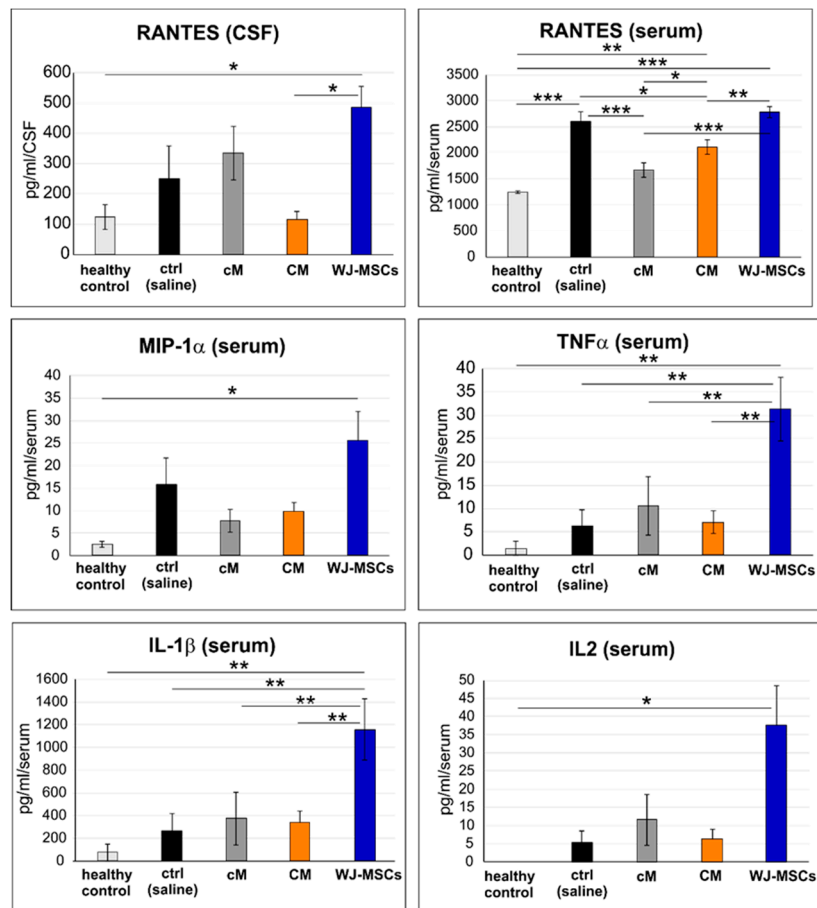 RANTES (CSF)
*
*
600
500
400
300
200
100
0
pg/ml/CSF
healthy control
ctrl (saline)
cM
CM
WJ-MSCs
RANTES (serum)
**
***
*
*
**
***
***
***
3500
3000
2500
2000
1500
1000
500
0
pg/ml/serum
healthy control
ctrl (saline)
cM
CM
WJ-MSCs
MIP-1α (serum)
*
40
35
30
25
20
15
10
5
0
pg/ml/serum
healthy control
ctrl (saline)
cM
CM
WJ-MSCs
TNFα (serum)
**
**
**
**
40
35
30
25
20
15
10
5
0
pg/ml/serum
healthy control
ctrl (saline)
cM
CM
WJ-MSCs
IL-1β (serum)
**
**
**
**
1600
1400
1200
1000
800
600
400
200
0
pg/ml/serum
healthy control
ctrl (saline)
cM
CM
WJ-MSCs
IL2 (serum)
*
50
45
40
35
30
25
20
15
10
5
0
pg/ml/serum
healthy control
ctrl (saline)
cM
CM
WJ-MSCs